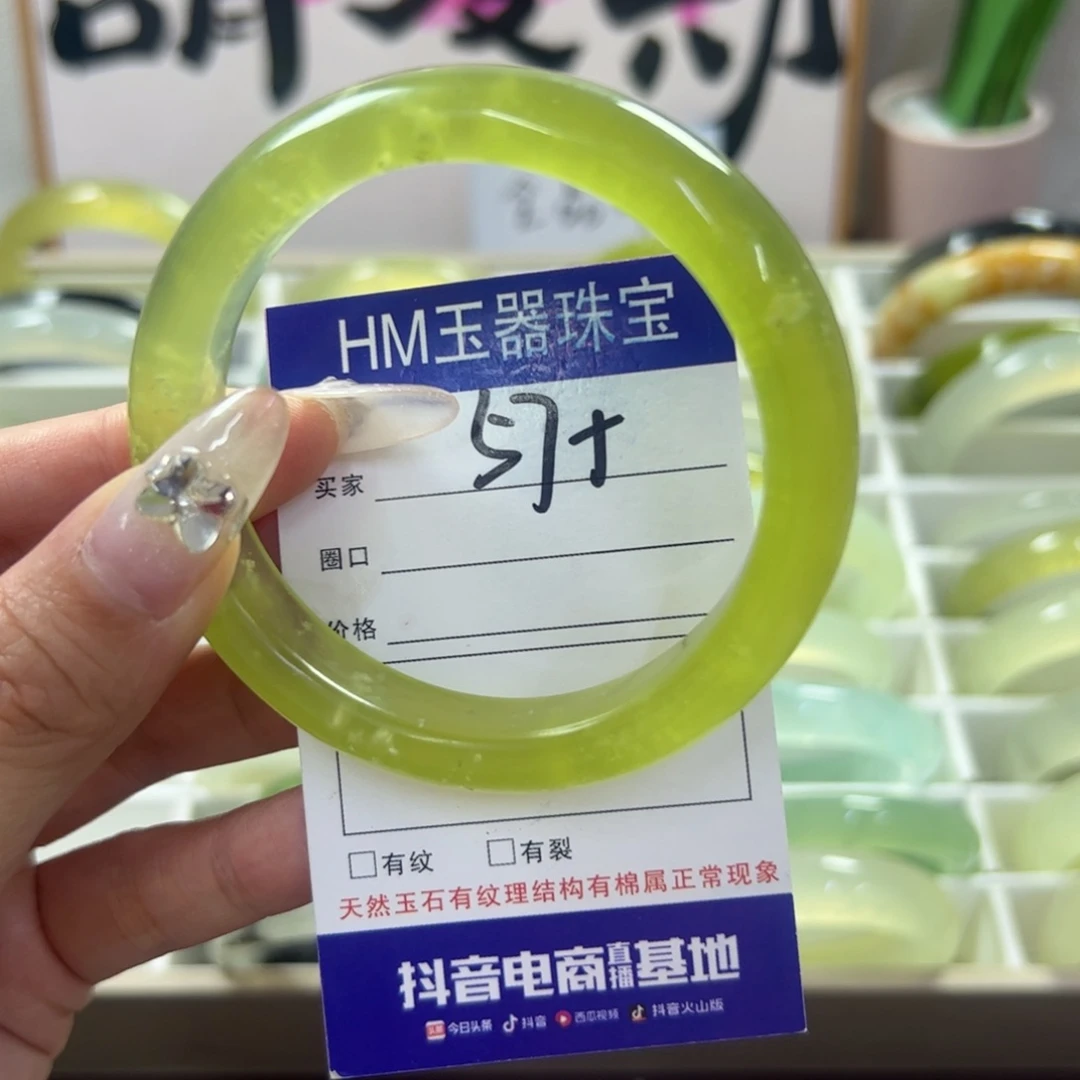 HM玉器珠宝
买家
圈口
价格
有纹 有裂
天然玉石有纹理结构有棉属正常现象
抖音电商直播基地
今日头条 抖音 西瓜视频 抖音火山版